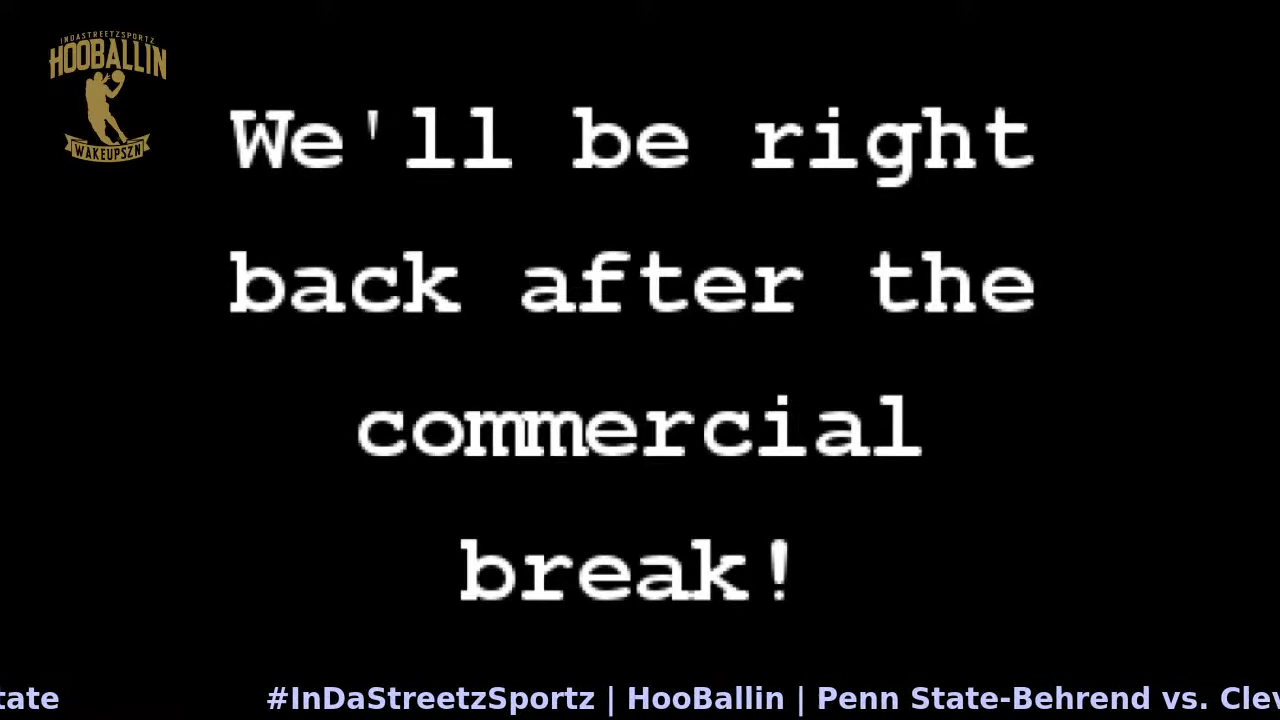 INDASTREETZSPORTZ
HOOBALLIN
WAKEUPSZN
We'll be right
back after the
commercial
break!
tate #InDaStreetzSportz | HooBallin | Penn State-Behrend vs. Clev